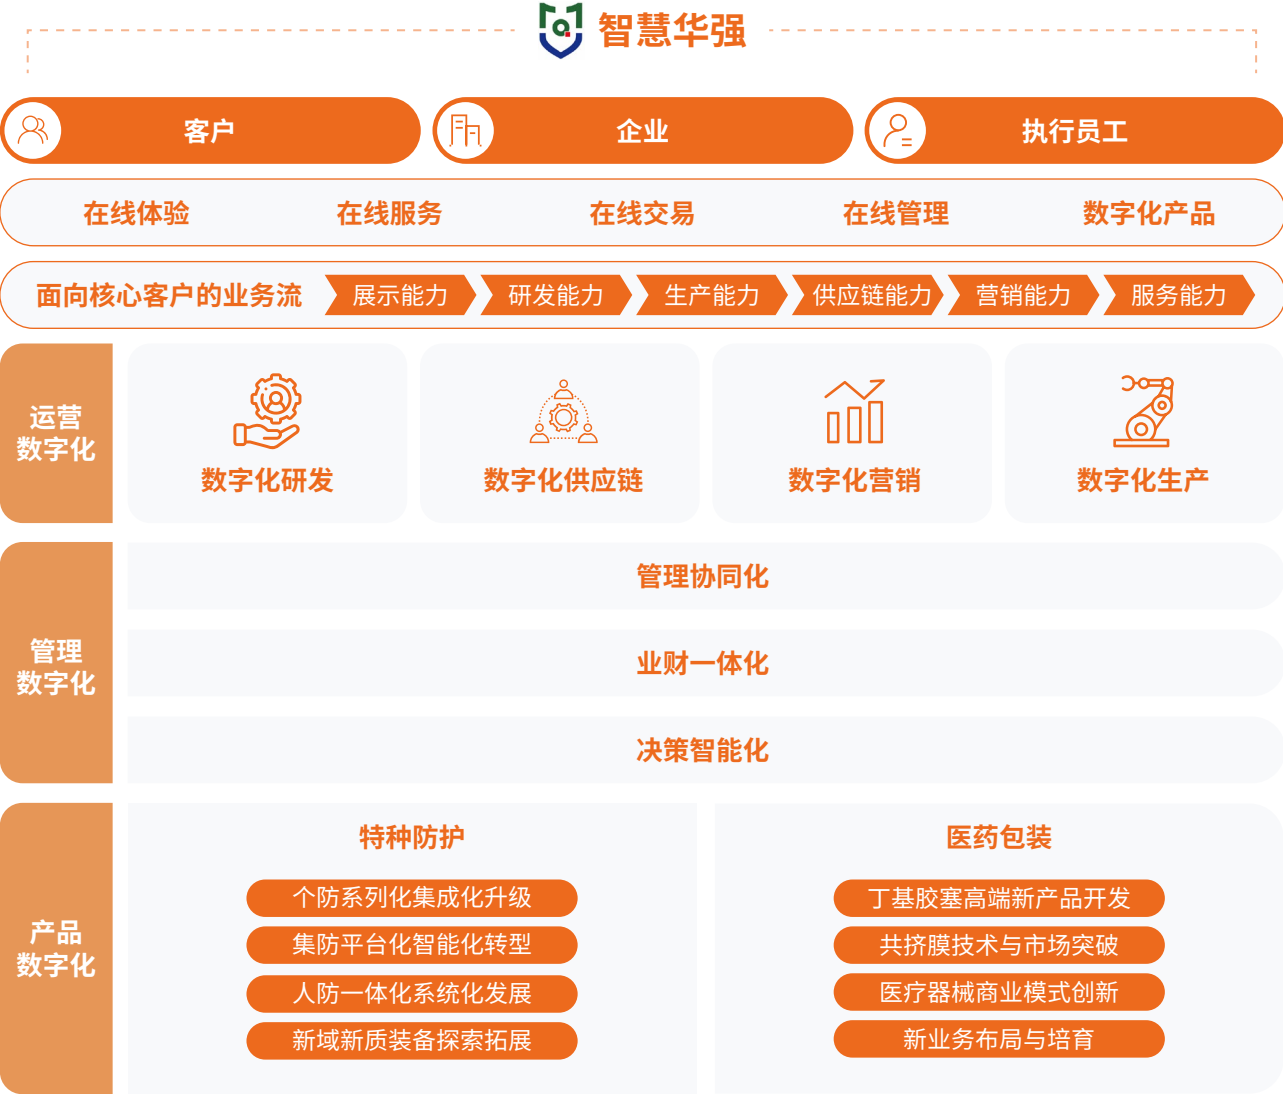 智慧华强
客户
企业
执行员工
在线体验
在线服务
在线交易
在线管理
数字化产品
面向核心客户的业务流
展示能力
研发能力
生产能力
供应链能力
营销能力
服务能力
运营
数字化
数字化研发
数字化供应链
数字化营销
数字化生产
管理
数字化
管理协同化
业财一体化
决策智能化
产品
数字化
特种防护
个防系列化集成化升级
集防平台化智能化转型
人防一体化系统化发展
新域新质装备探索拓展
医药包装
丁基胶塞高端新产品开发
共挤膜技术与市场突破
医疗器械商业模式创新
新业务布局与培育